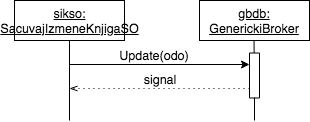 sikso:
SacuvajIzmeneKnjigaSO
gbdb:
GenerickiBroker
Update(odo)
signal